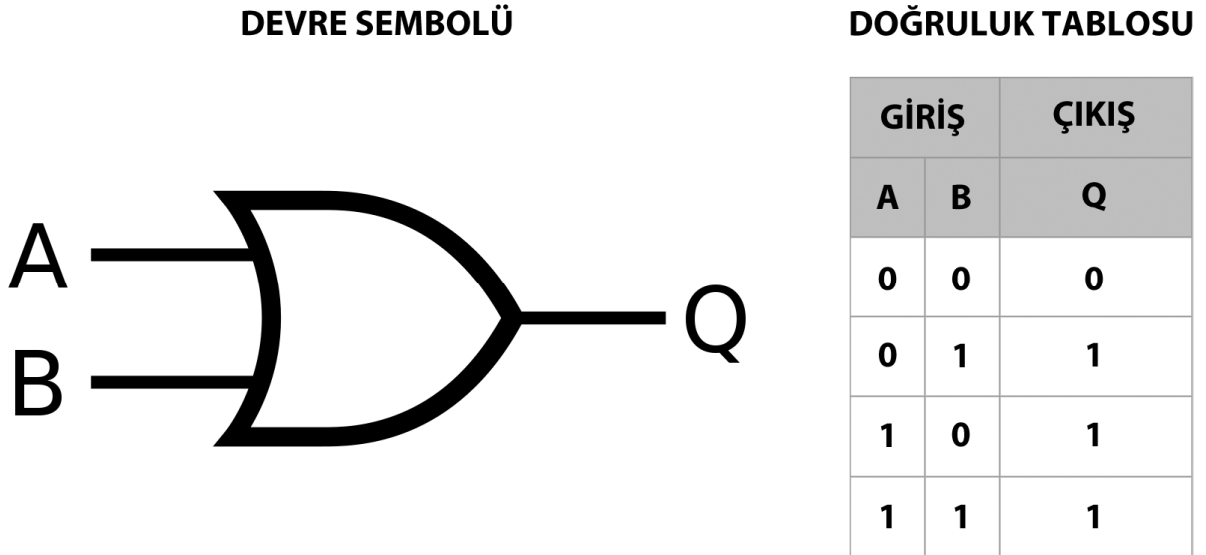 DEVRE SEMBOLÜ
A
B
Q
DOĞRULUK TABLOSU
GİRİŞ ÇIKIŞ
A B Q
0 0 0
0 1 1
1 0 1
1 1 1